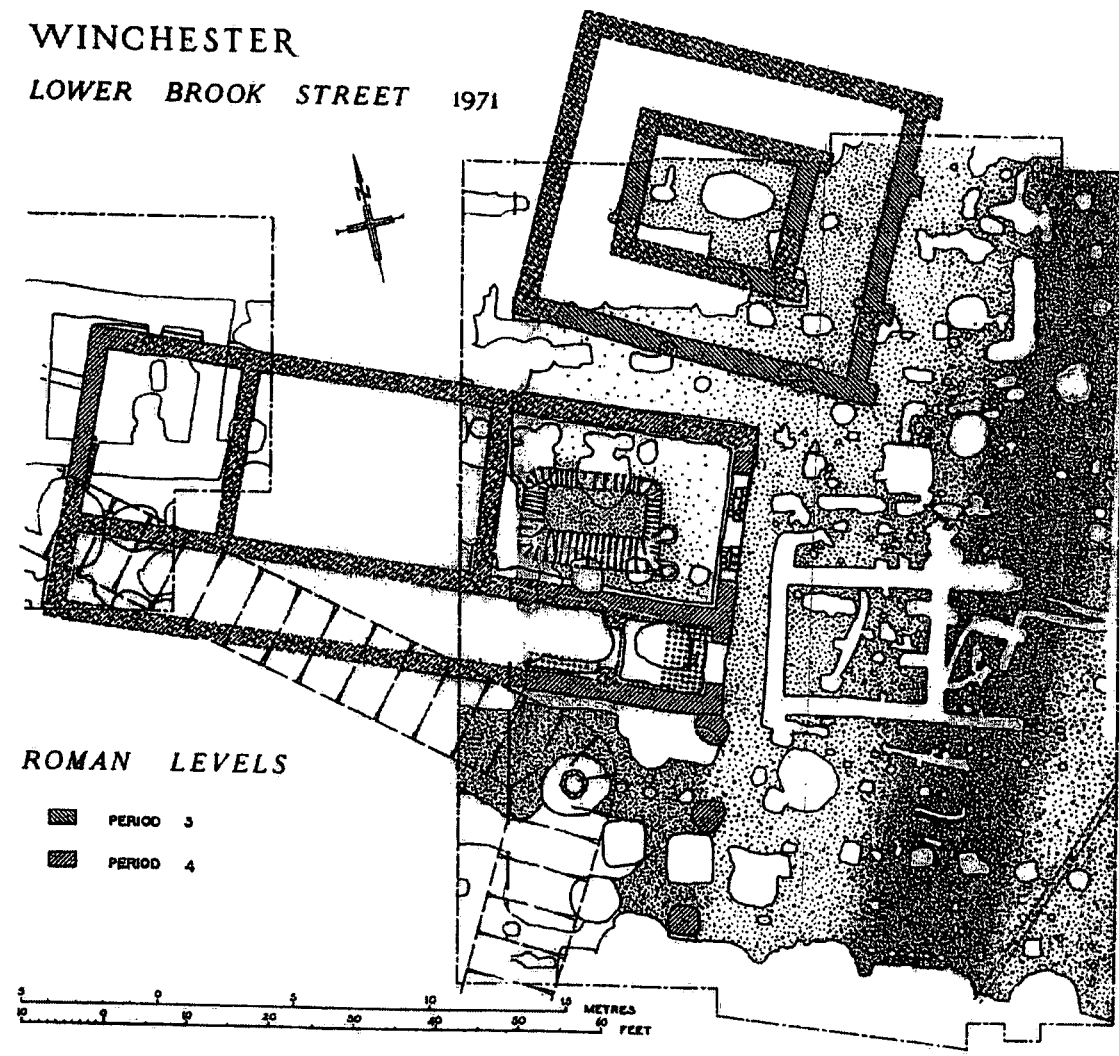 WINCHESTER
LOWER BROOK STREET 1971
N
ROMAN LEVELS
PERIOD 3
PERIOD 4
5 0 5 10 15 METRES
10 0 10 20 30 40 50 60 FEET